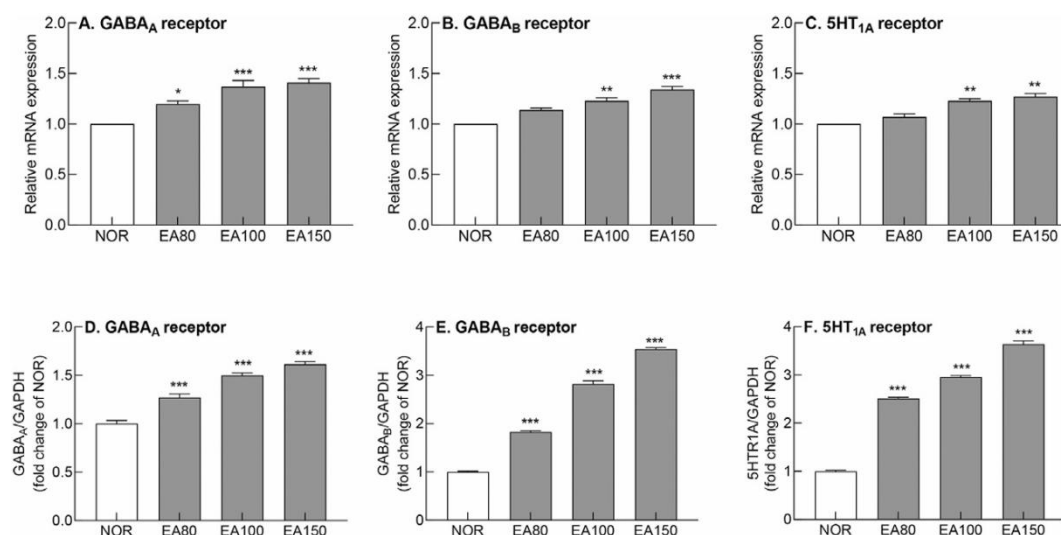 A. GABAA receptor
Relative mRNA expression
2.0
1.5
1.0
0.5
0.0
*
***
***
NOR EA80 EA100 EA150
B. GABAB receptor
Relative mRNA expression
2.0
1.5
1.0
0.5
0.0
**
***
NOR EA80 EA100 EA150
C. 5HT1A receptor
Relative mRNA expression
2.0
1.5
1.0
0.5
0.0
**
**
NOR EA80 EA100 EA150
D. GABAA receptor
GABAA/GAPDH
(fold change of NOR)
2.0
1.5
1.0
0.5
0.0
***
***
***
NOR EA80 EA100 EA150
E. GABAB receptor
GABAB/GAPDH
(fold change of NOR)
4
3
2
1
0
***
***
***
NOR EA80 EA100 EA150
F. 5HT1A receptor
5HTR1A/GAPDH
(fold change of NOR)
4
3
2
1
0
***
***
***
NOR EA80 EA100 EA150